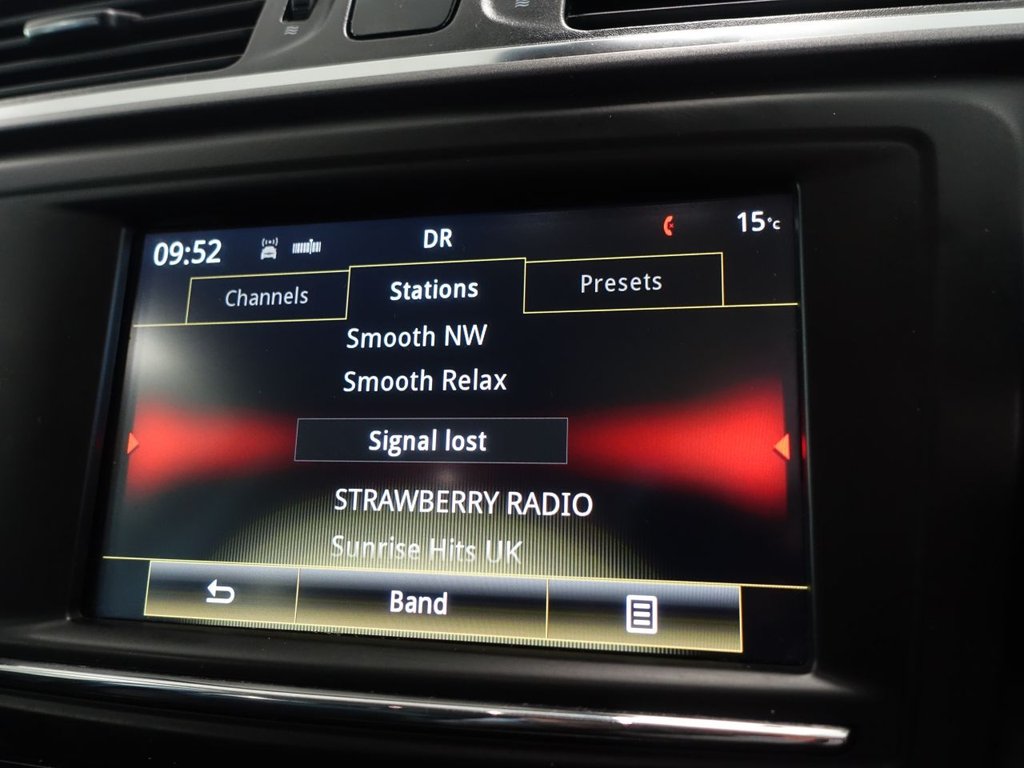 09:52 DR 15°C
Channels Stations Presets
Smooth NW
Smooth Relax
Signal lost
STRAWBERRY RADIO
Sunrise Hits UK
Band